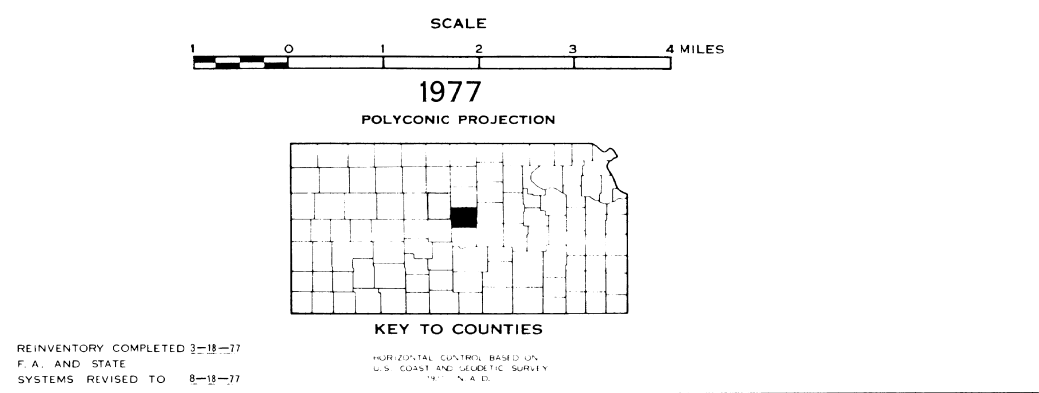 SCALE
1 0 1 2 3 4 MILES
1977
POLYCONIC PROJECTION
KEY TO COUNTIES
REINVENTORY COMPLETED 3-18-77
F. A. AND STATE
SYSTEMS REVISED TO 8-18-77
HORIZONTAL CONTROL BASED ON
U.S. COAST AND GEODETIC SURVEY
N. A. D.